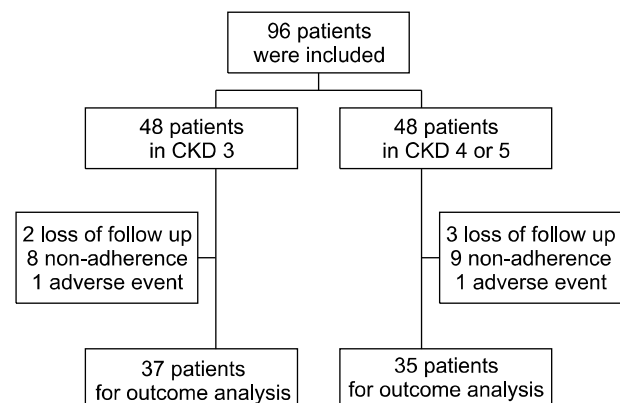 96 patients
were included
48 patients
in CKD 3
48 patients
in CKD 4 or 5
2 loss of follow up
8 non-adherence
1 adverse event
3 loss of follow up
9 non-adherence
1 adverse event
37 patients
for outcome analysis
35 patients
for outcome analysis